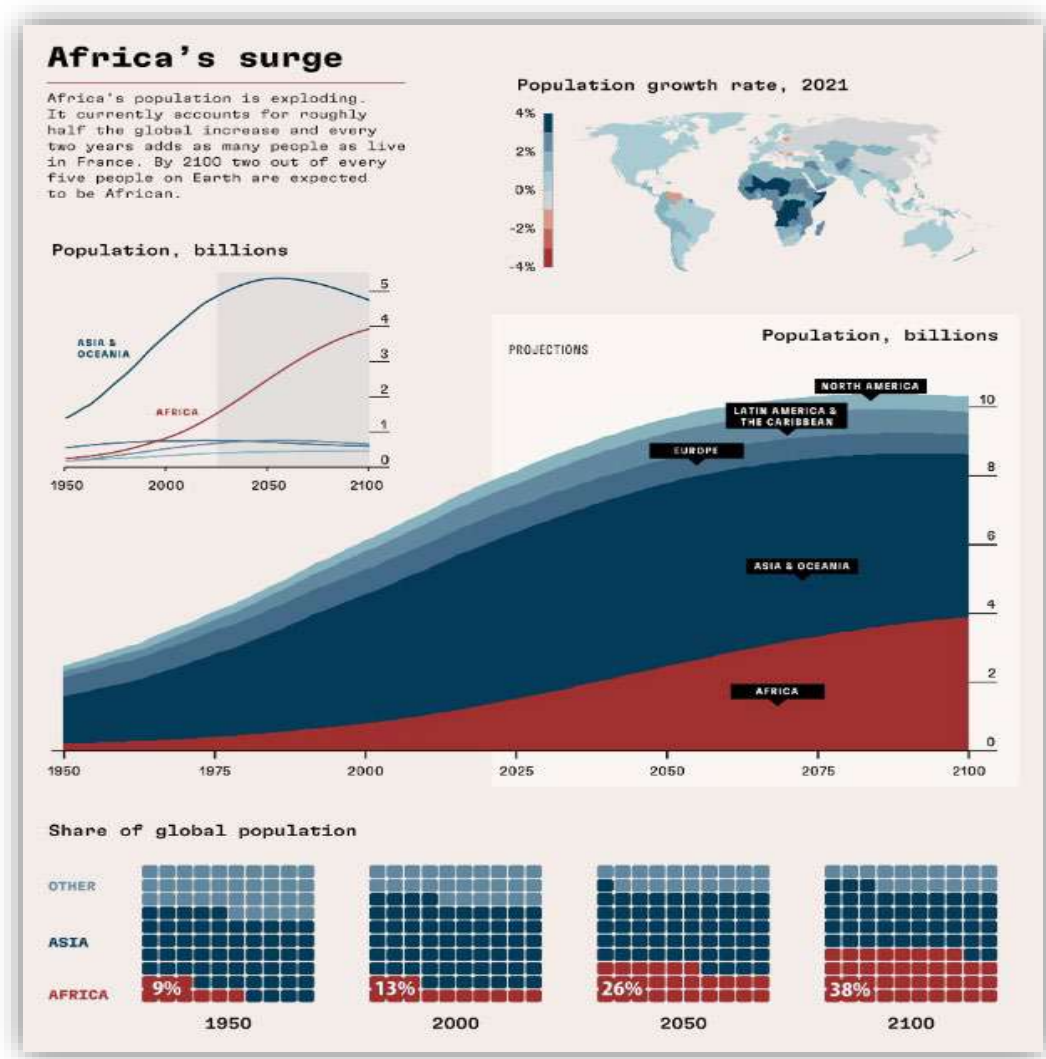 Africa's surge
Africa's population is exploding.
It currently accounts for roughly
half the global increase and every
two years adds as many people as live
in France. By 2100 two out of every
five people on Earth are expected
to be African.
Population growth rate, 2021
4%
2%
0%
-2%
-4%
Population, billions
5
4
3
2
1
0
ASIA &
OCEANIA
AFRICA
1950 2000 2050 2100
PROJECTIONS
Population, billions
NORTH AMERICA
LATIN AMERICA &
THE CARIBBEAN
EUROPE
ASIA & OCEANIA
AFRICA
10
8
6
4
2
0
1950 1975 2000 2025 2050 2075 2100
Share of global population
OTHER
ASIA
AFRICA
9% 13% 26% 38%
1950 2000 2050 2100